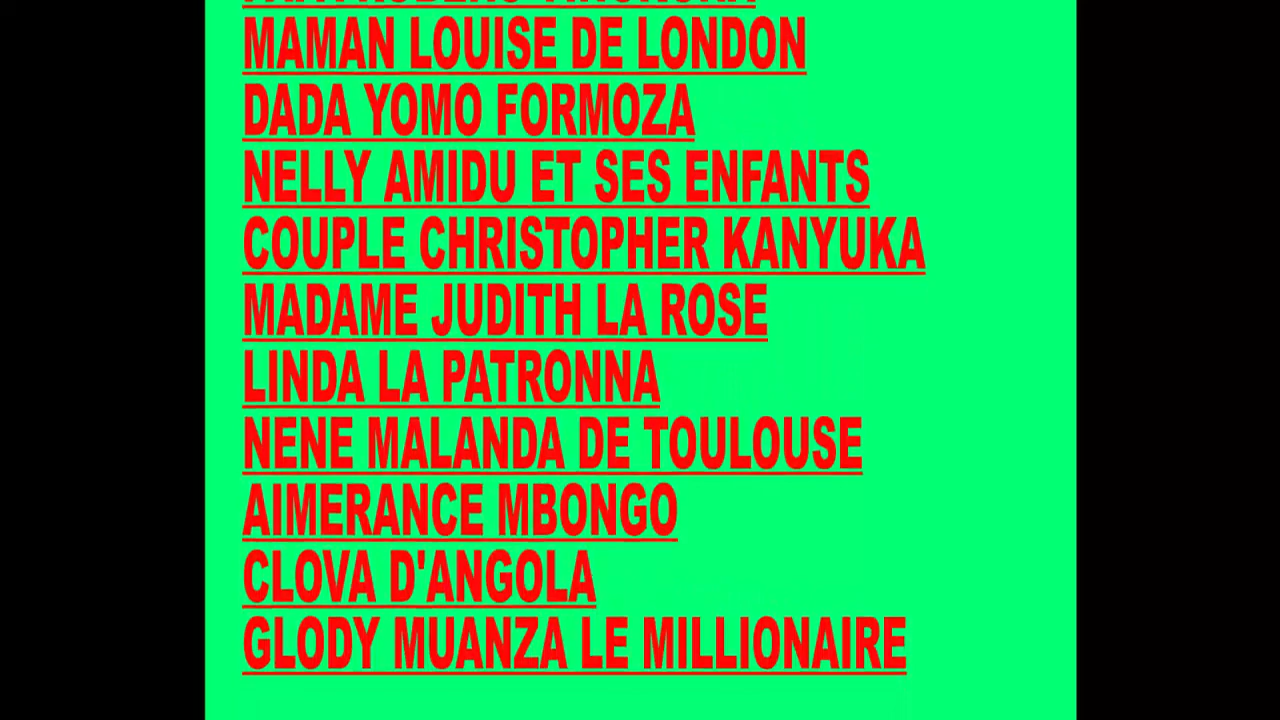 MAMAN LOUISE DE LONDON
DADA YOMO FORMOZA
NELLY AMIDU ET SES ENFANTS
COUPLE CHRISTOPHER KANYUKA
MADAME JUDITH LA ROSE
LINDA LA PATRONNA
NENE MALANDA DE TOULOUSE
AIMERANCE MBONGO
CLOVA D'ANGOLA
GLODY MUANZA LE MILLIONAIRE